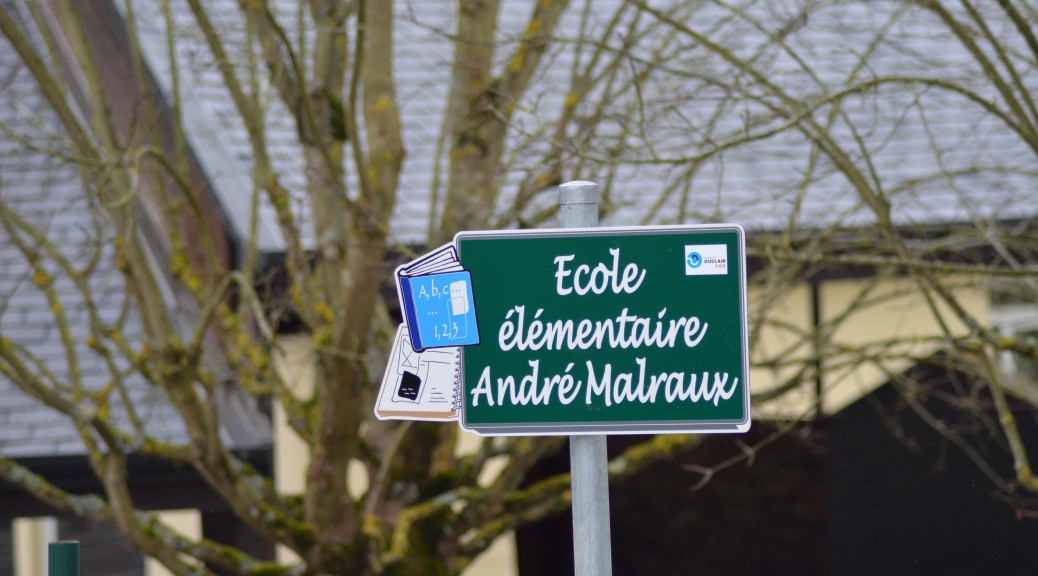 Ecole
élémentaire
André Malraux
DUCLAIR
A, b, c ...
...
1, 2, 3